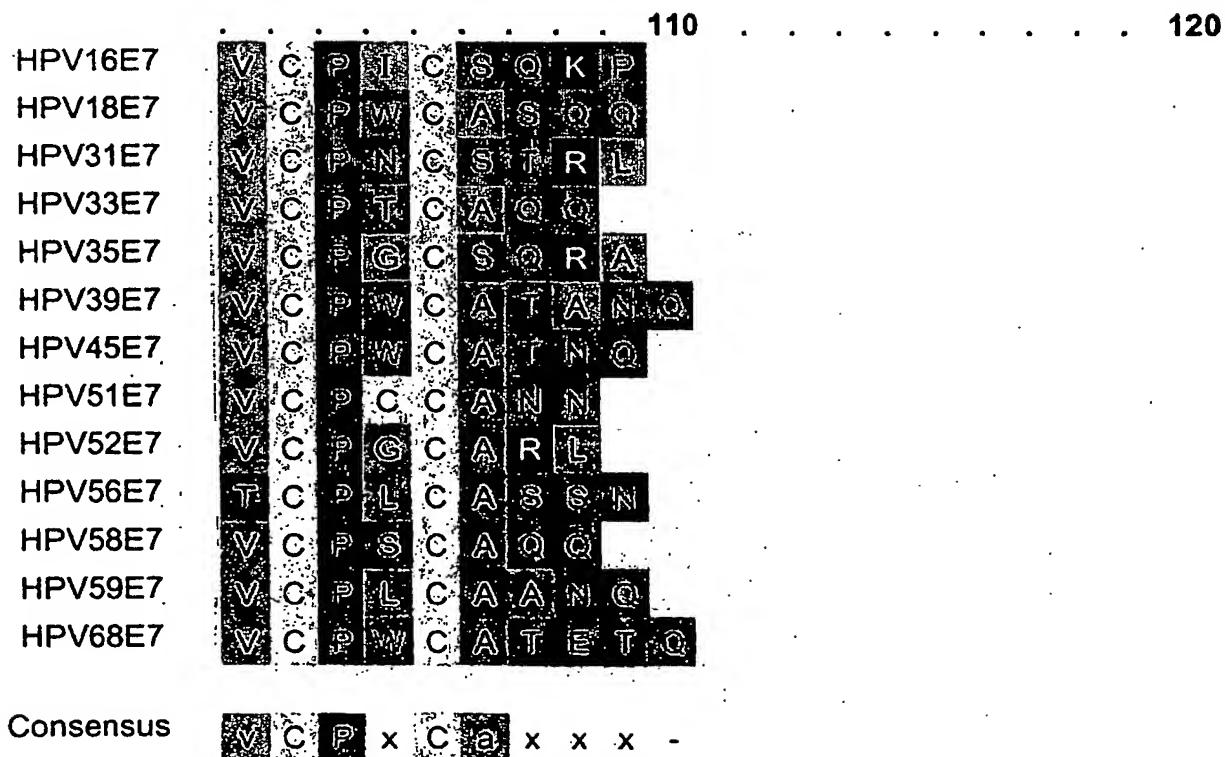 . . . . . . . . . 110 . . . . . . . . . 120
HPV16E7 V C P I C S Q K P
HPV18E7 V C P W C A S Q Q
HPV31E7 V C P N C S T R L
HPV33E7 V C P T C A Q Q
HPV35E7 V C P G C S Q R A
HPV39E7 V C P W C A T A N Q
HPV45E7 V C P W C A T N Q
HPV51E7 V C P C C A N N
HPV52E7 V C P G C A R L
HPV56E7 T C P L C A S S N
HPV58E7 V C P S C A Q Q
HPV59E7 V C P L C A A N Q
HPV68E7 V C P W C A T E T Q
Consensus V C P x C a x x x -